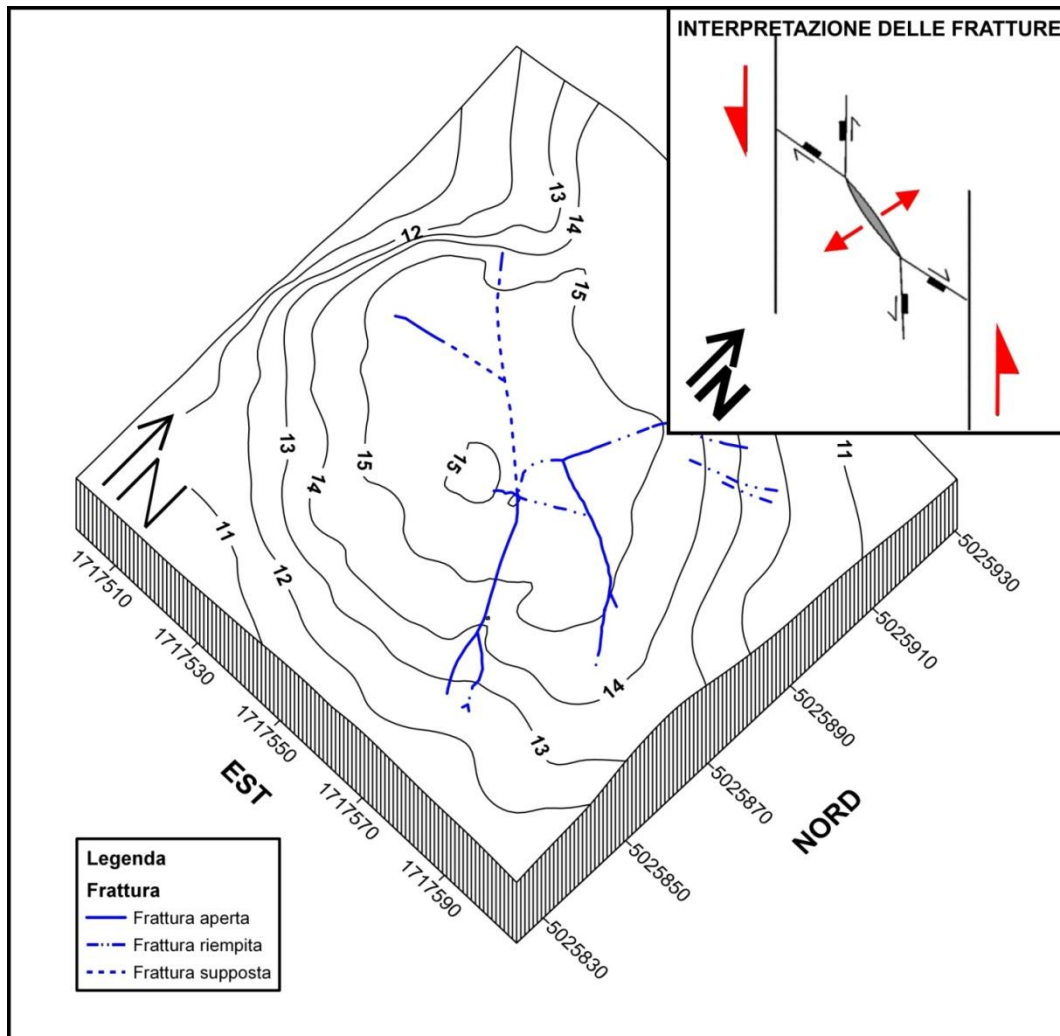 INTERPRETAZIONE DELLE FRATTURE
N
13
14
12
15
N
13
14
15
15
11
12
11
14
13
1717510
1717530
1717550
1717570
1717590
EST
5025930
5025910
5025890
5025870
5025850
5025830
NORD
Legenda
Frattura
Frattura aperta
Frattura riempita
Frattura supposta